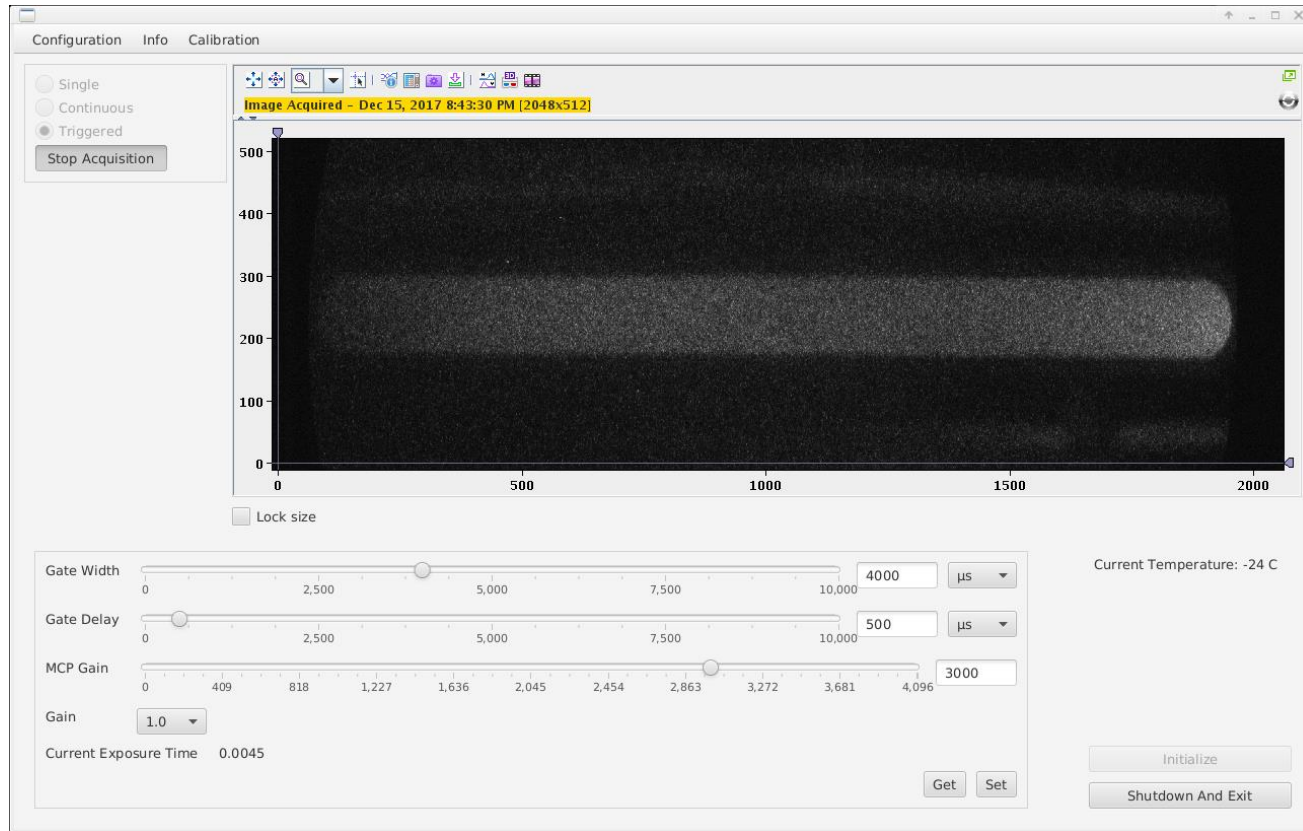 Configuration Info Calibration
Single
Continuous
Triggered
Stop Acquisition
Image Acquired - Dec 15, 2017 8:43:30 PM [2048x512]
500
400
300
200
100
0
0 500 1000 1500 2000
Lock size
Gate Width 4000 µs
0 2,500 5,000 7,500 10,000
Gate Delay 500 µs
0 2,500 5,000 7,500 10,000
MCP Gain 3000
0 409 818 1,227 1,636 2,045 2,454 2,863 3,272 3,681 4,096
Gain 1.0
Current Exposure Time 0.0045
Get Set
Current Temperature: -24 C
Initialize
Shutdown And Exit